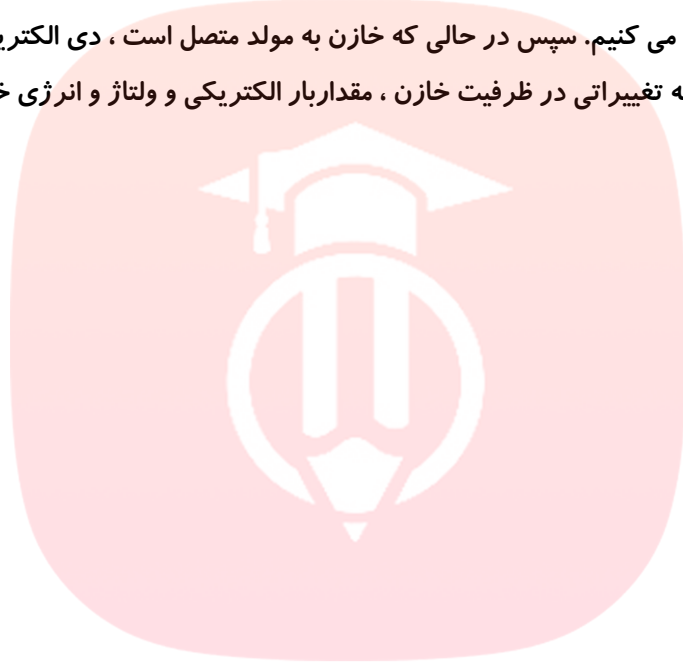 می کنیم. سپس در حالی که خازن به مولد متصل است ، دی
تغییراتی در ظرفیت خازن ، مقداربار الکتریکی و ولتاژ و انرژی